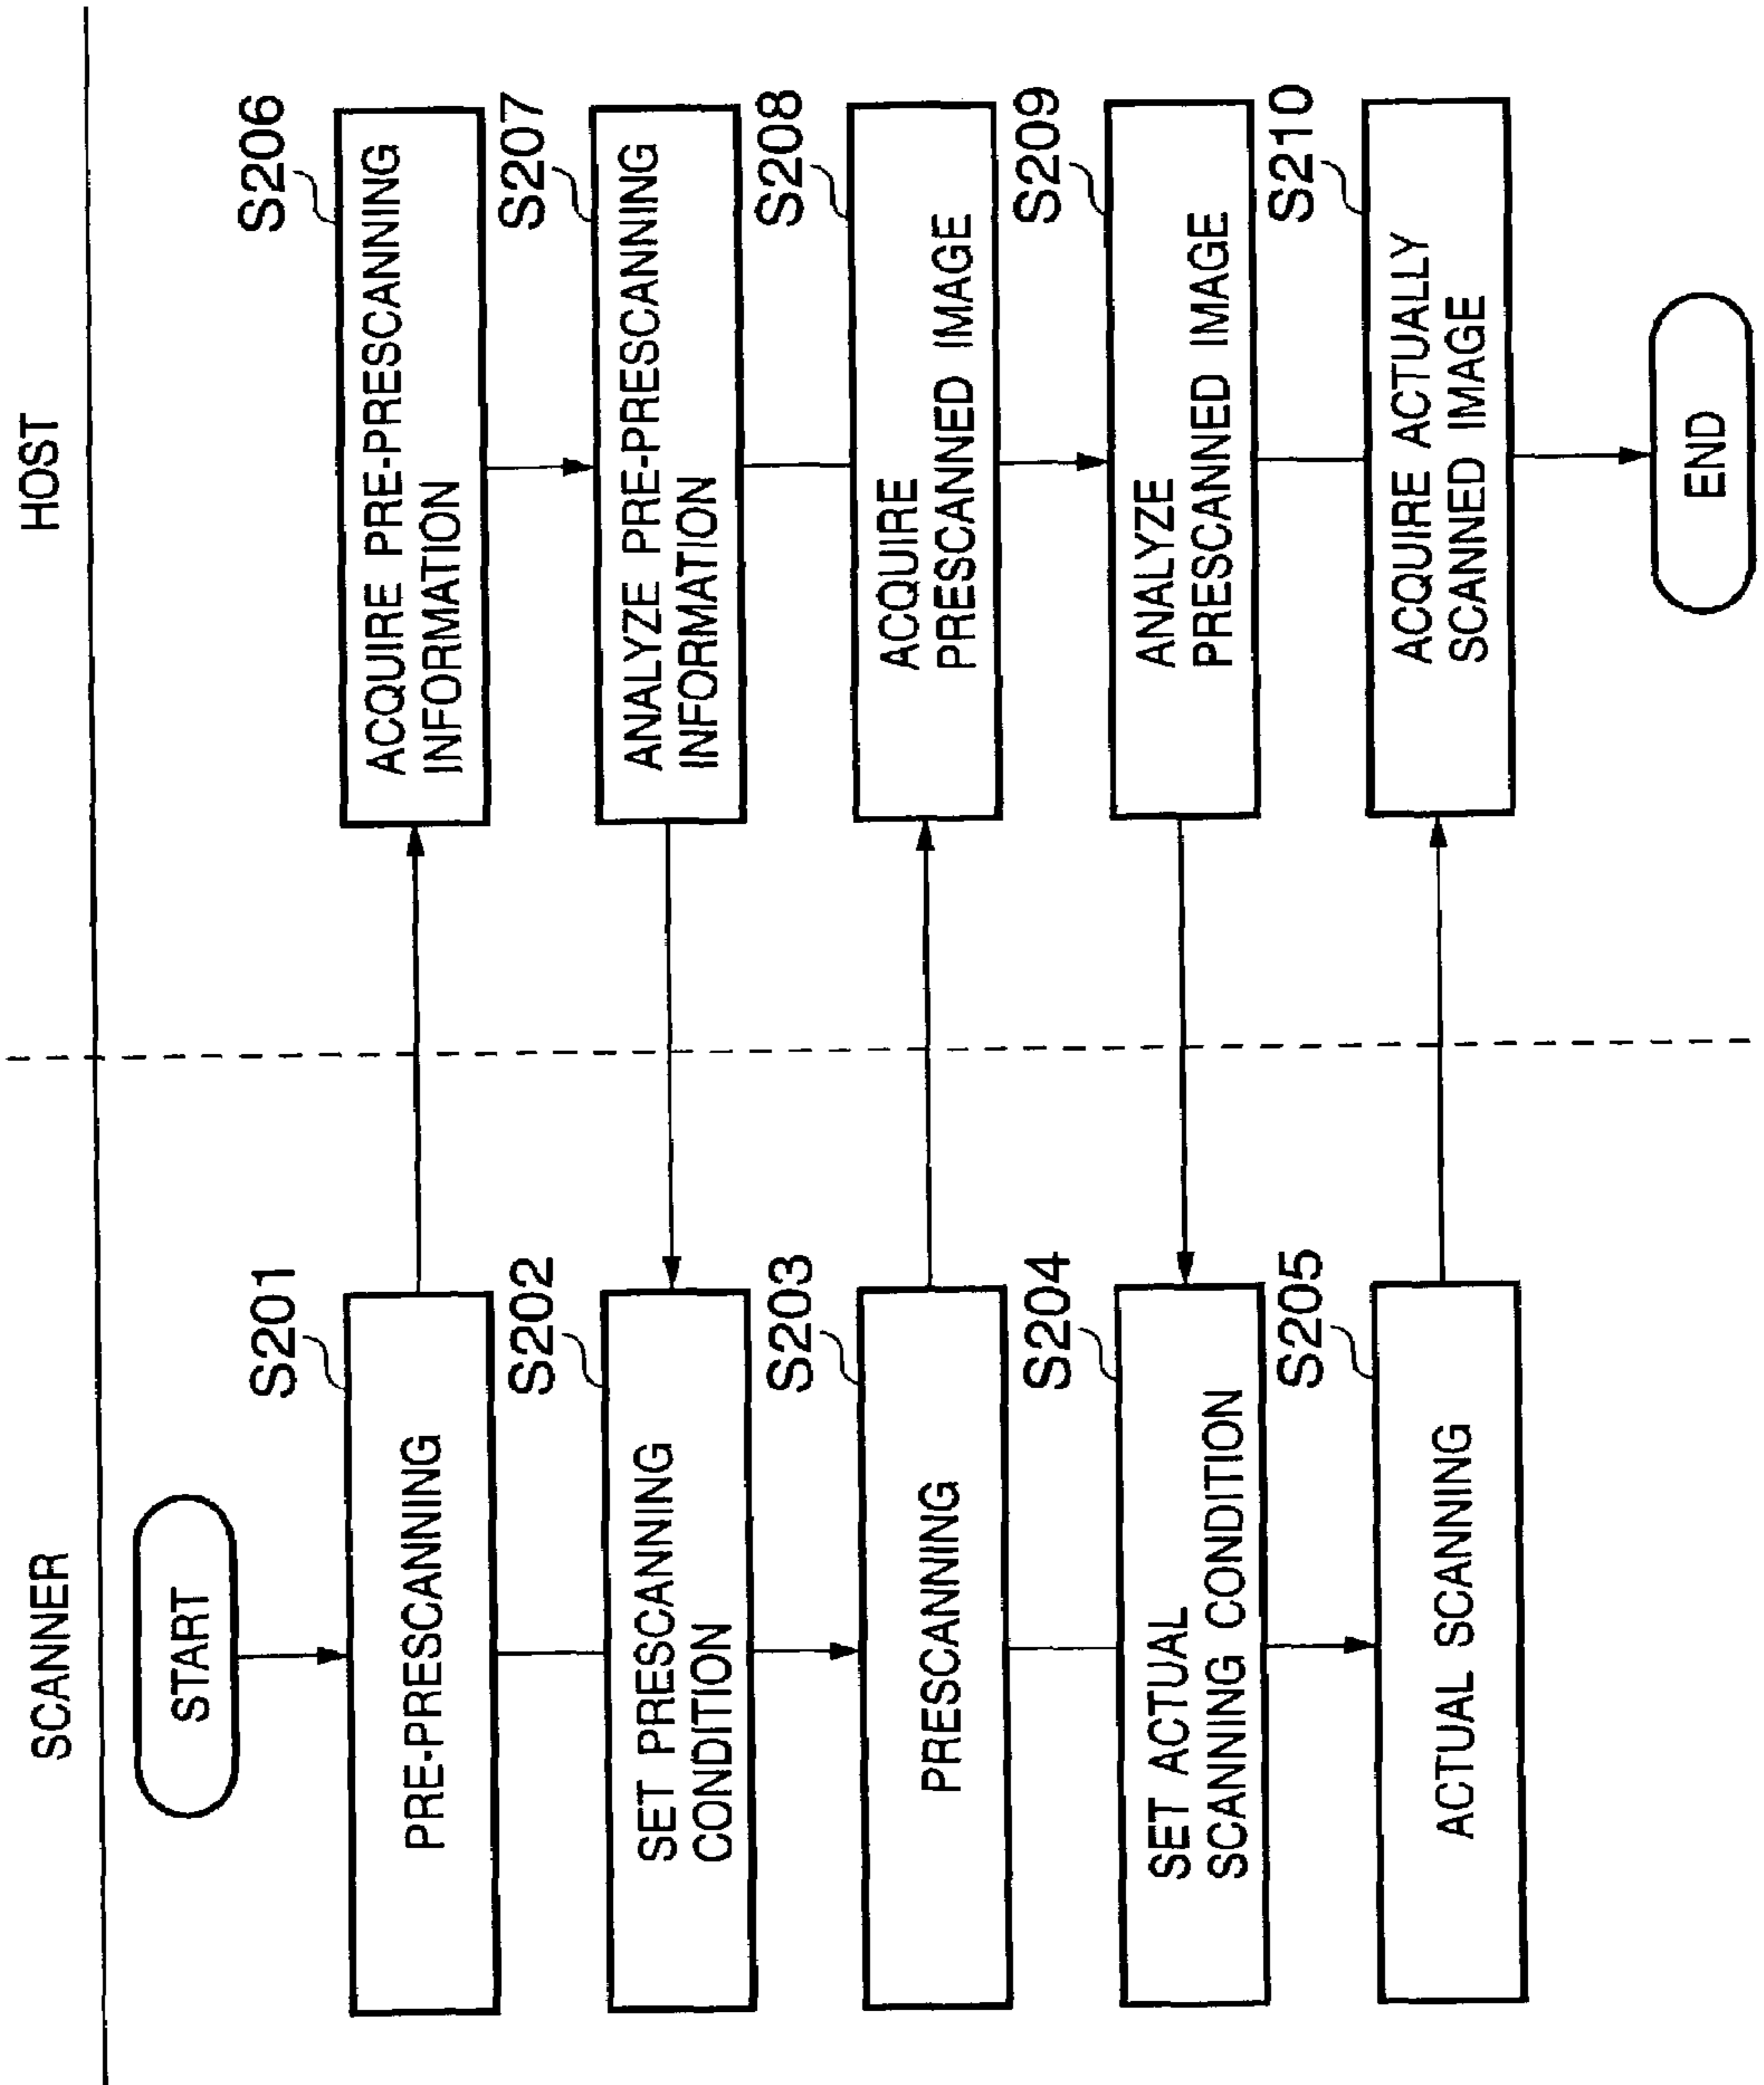 SCANNER
HOST
START
S201
PRE-PRESCANNING
S206
ACQUIRE PRE-PRESCANNING
INFORMATION
S202
SET PRESCANNING
CONDITION
S207
ANALYZE PRE-PRESCANNING
INFORMATION
S203
PRESCANNING
S208
ACQUIRE
PRESCANNED IMAGE
S204
SET ACTUAL
SCANNING CONDITION
S209
ANALYZE
PRESCANNED IMAGE
S205
ACTUAL SCANNING
S210
ACQUIRE ACTUALLY
SCANNED IMAGE
END